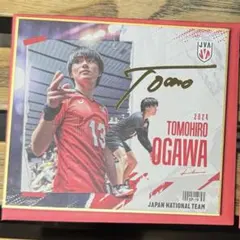 JVA
Tomo
13
2024
TOMOHIRO
OGAWA
JAPAN NATIONAL TEAM